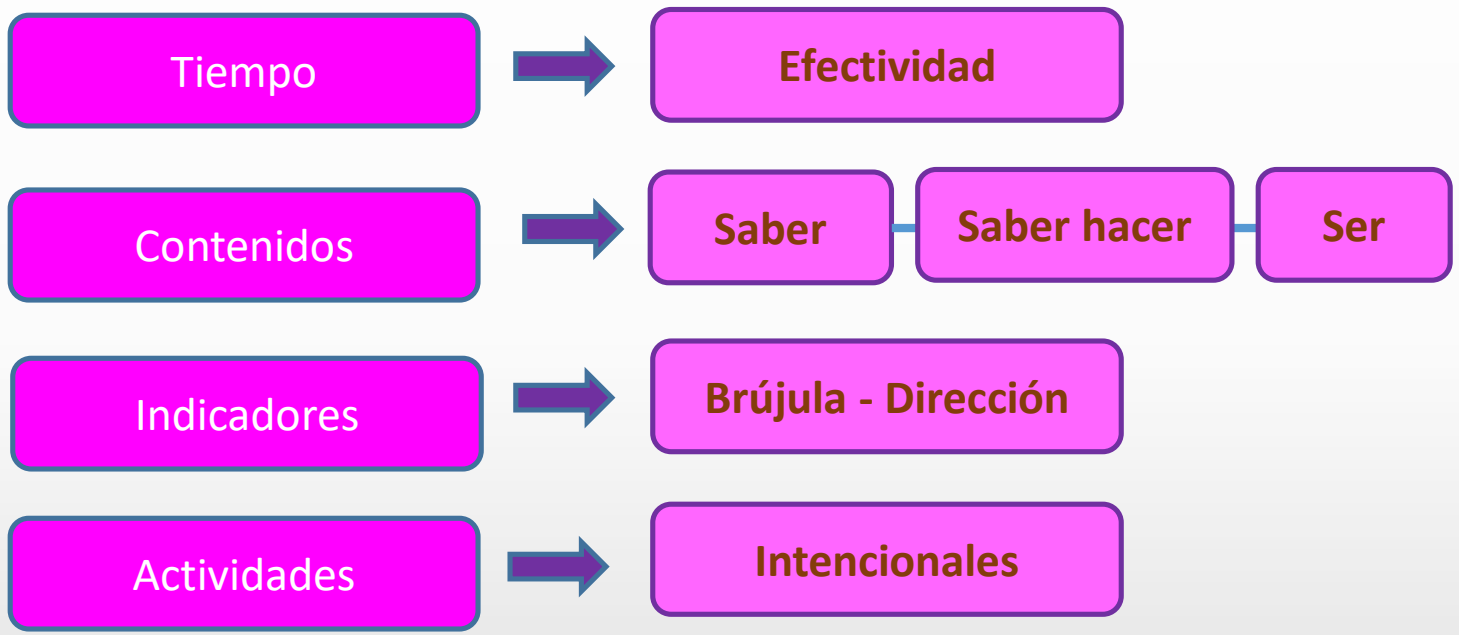 Tiempo
Efectividad
Contenidos
Saber
Saber hacer
Ser
Indicadores
Brújula - Dirección
Actividades
Intencionales